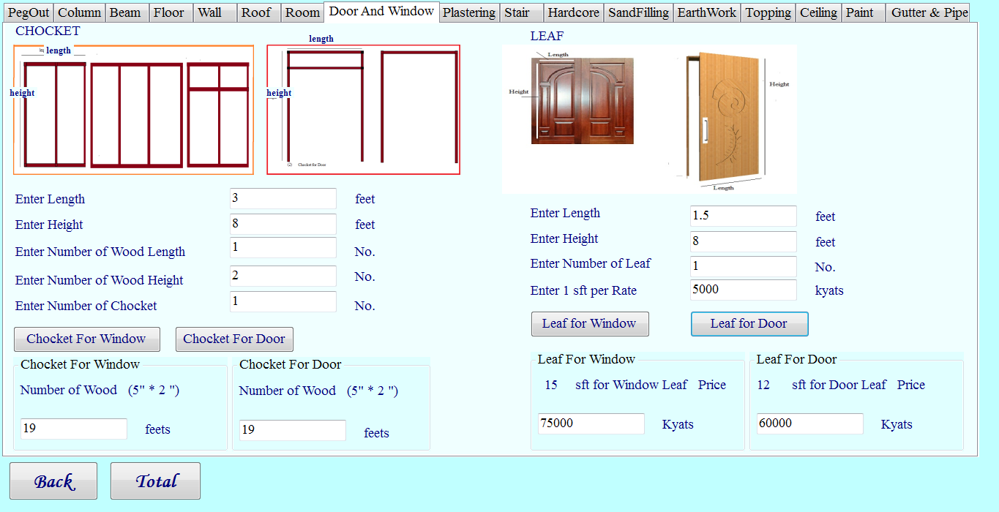 PegOut Column Beam Floor Wall Roof Room Door And Window Plastering Stair Hardcore SandFilling EarthWork Topping Ceiling Paint Gutter & Pipe
CHOCKET
length
height
length
height
(2) Chocket for Door
Enter Length 3 feet
Enter Height 8 feet
Enter Number of Wood Length 1 No.
Enter Number of Wood Height 2 No.
Enter Number of Chocket 1 No.
Chocket For Window Chocket For Door
Chocket For Window
Number of Wood (5" * 2 ")
19 feets
Chocket For Door
Number of Wood (5" * 2 ")
19 feets
LEAF
Length
Height
Height
Length
Enter Length 1.5 feet
Enter Height 8 feet
Enter Number of Leaf 1 No.
Enter 1 sft per Rate 5000 kyats
Leaf for Window Leaf for Door
Leaf For Window
15 sft for Window Leaf Price
75000 Kyats
Leaf For Door
12 sft for Door Leaf Price
60000 Kyats
Back Total